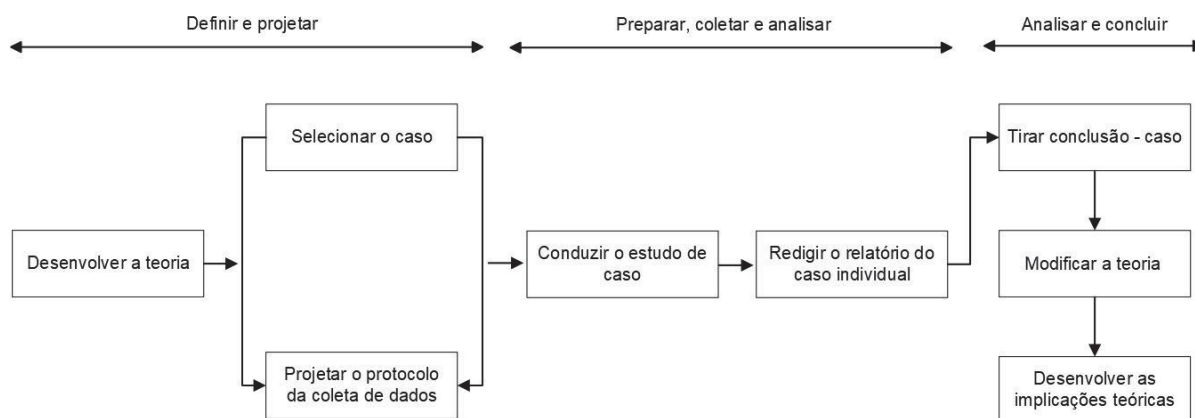 Definir e projetar
Preparar, coletar e analisar
Analisar e concluir
Desenvolver a teoria
Selecionar o caso
Projetar o protocolo
da coleta de dados
Conduzir o estudo de
caso
Redigir o relatório do
caso individual
Tirar conclusão - caso
Modificar a teoria
Desenvolver as
implicações teóricas